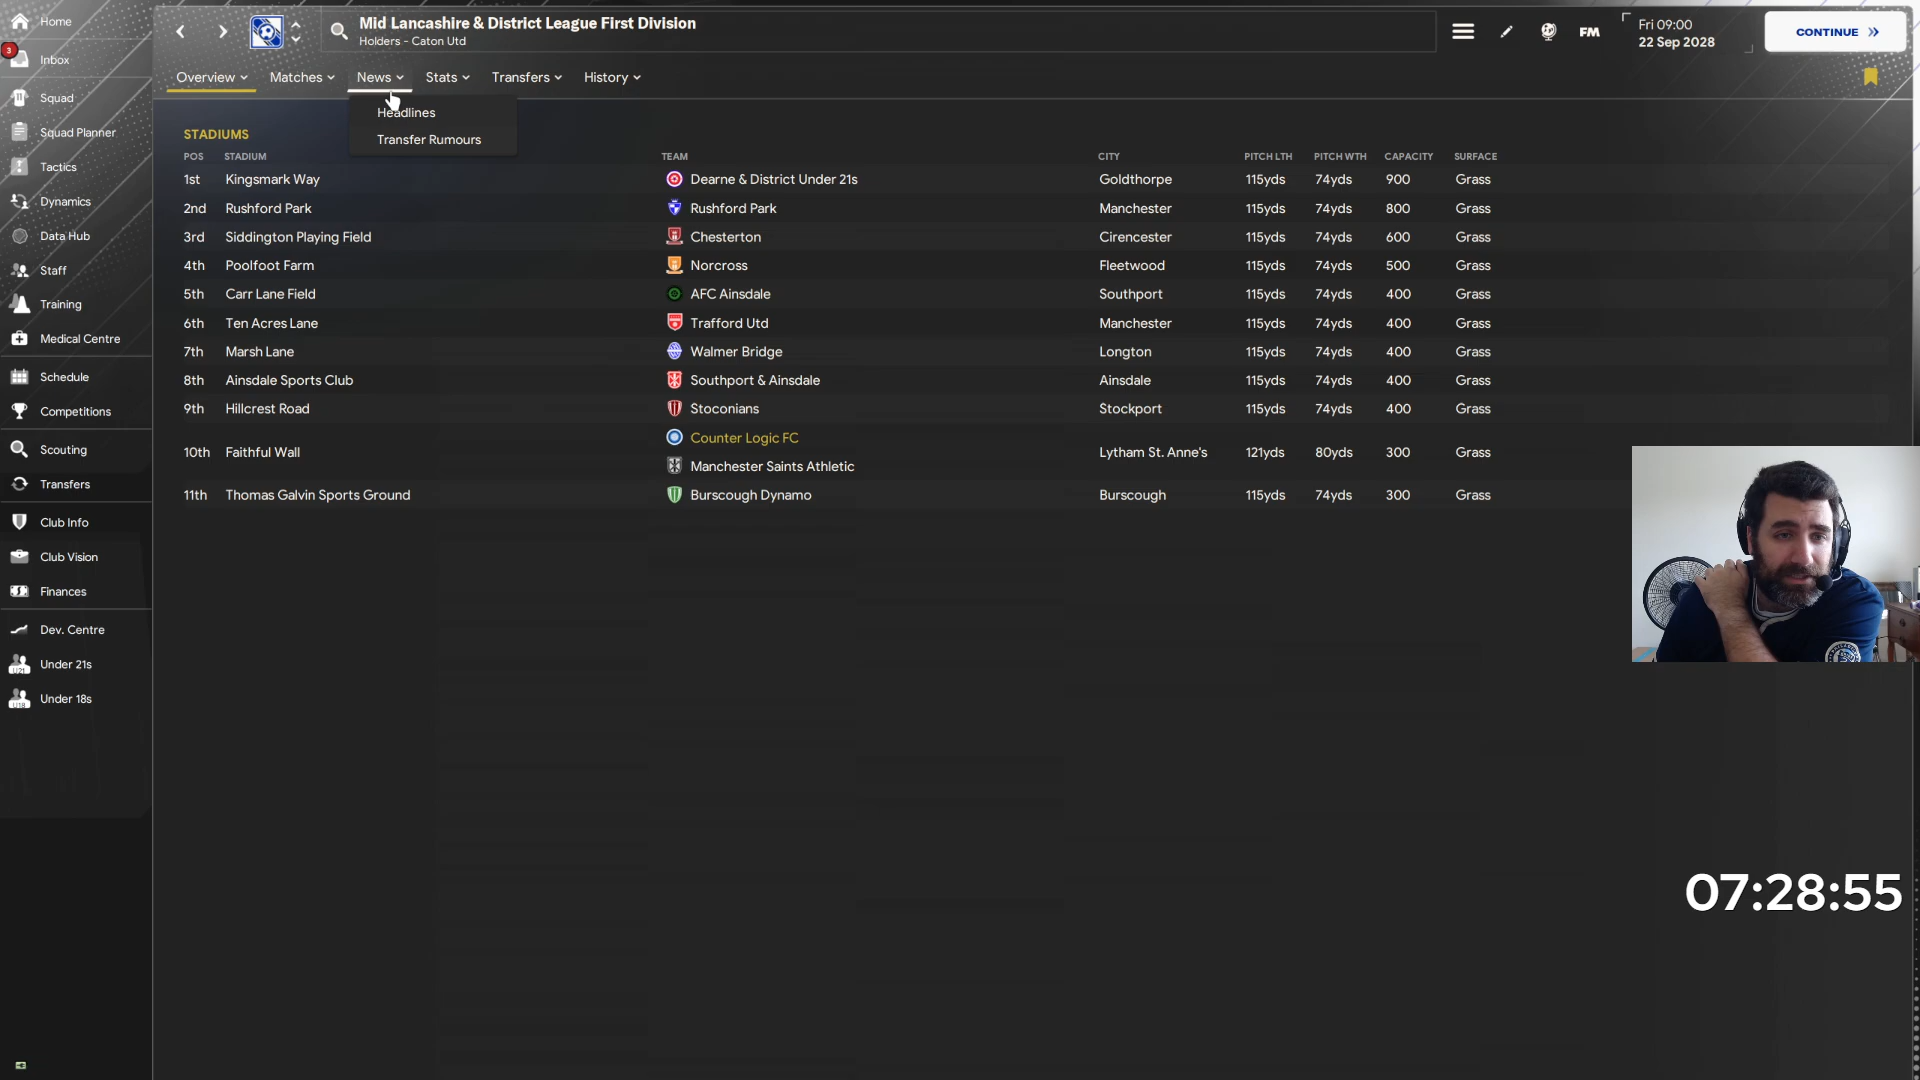 Home
3
Inbox
Squad
Squad Planner
Tactics
Dynamics
Data Hub
Staff
Training
Medical Centre
Schedule
Competitions
Scouting
Transfers
Club Info
Club Vision
Finances
Dev. Centre
Under 21s
Under 18s
Mid Lancashire & District League First Division
Holders - Caton Utd
FM
Fri 09:00
22 Sep 2028
CONTINUE
Overview Matches News Stats Transfers History
Headlines
Transfer Rumours
STADIUMS
POS STADIUM TEAM CITY PITCH LTH PITCH WTH CAPACITY SURFACE
1st Kingsmark Way Dearne & District Under 21s Goldthorpe 115yds 74yds 900 Grass
2nd Rushford Park Rushford Park Manchester 115yds 74yds 800 Grass
3rd Siddington Playing Field Chesterton Cirencester 115yds 74yds 600 Grass
4th Poolfoot Farm Norcross Fleetwood 115yds 74yds 500 Grass
5th Carr Lane Field AFC Ainsdale Southport 115yds 74yds 400 Grass
6th Ten Acres Lane Trafford Utd Manchester 115yds 74yds 400 Grass
7th Marsh Lane Walmer Bridge Longton 115yds 74yds 400 Grass
8th Ainsdale Sports Club Southport & Ainsdale Ainsdale 115yds 74yds 400 Grass
9th Hillcrest Road Stoconians Stockport 115yds 74yds 400 Grass
Counter Logic FC
10th Faithful Wall Lytham St. Anne's 121yds 80yds 300 Grass
Manchester Saints Athletic
11th Thomas Galvin Sports Ground Burscough Dynamo Burscough 115yds 74yds 300 Grass
07:28:55